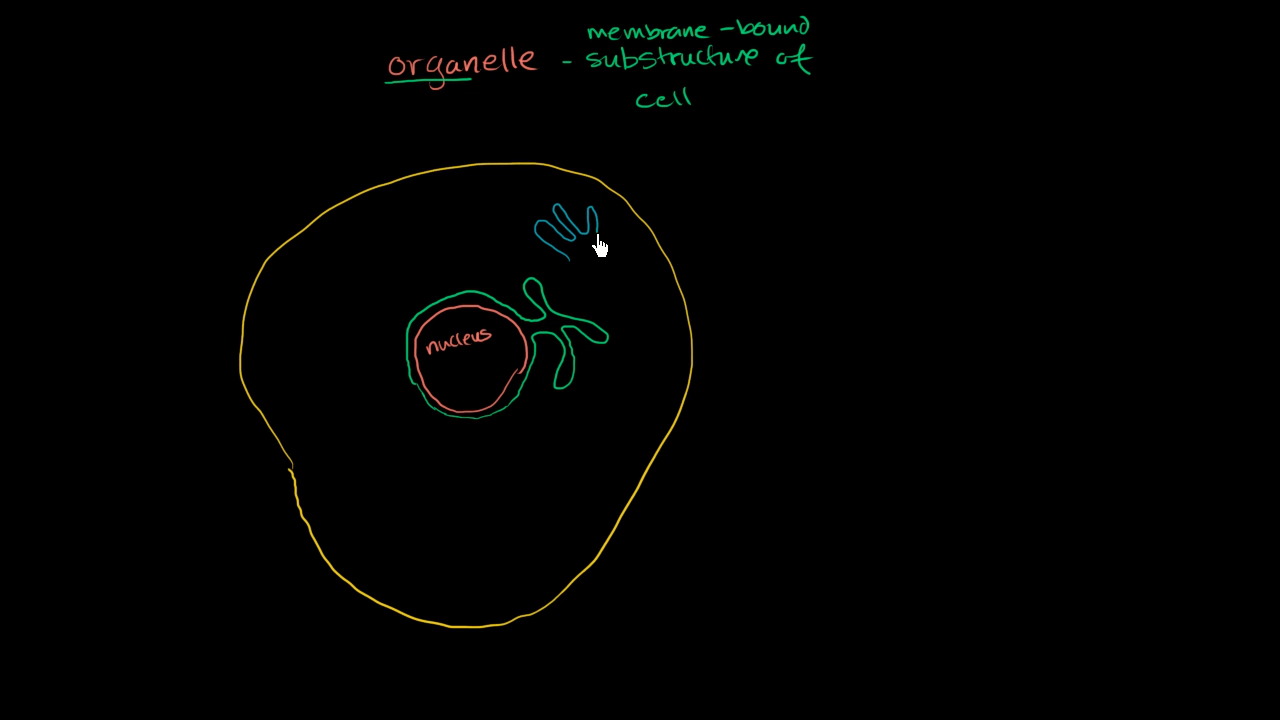 membrane-bound
organelle - substructure of
cell
nucleus